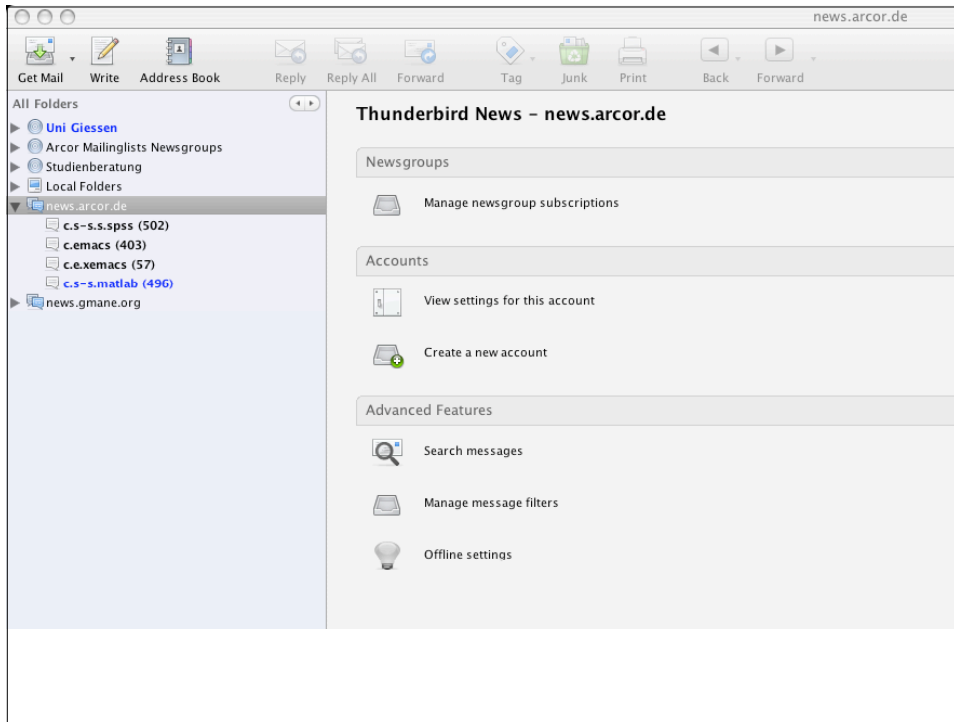 news.arcor.de
Get Mail Write Address Book Reply Reply All Forward Tag Junk Print Back Forward
All Folders
Uni Giessen
Arcor Mailinglists Newsgroups
Studienberatung
Local Folders
news.arcor.de
c.s-s.s.spss (502)
c.emacs (403)
c.e.xemacs (57)
c.s-s.matlab (496)
news.gmane.org
Thunderbird News – news.arcor.de
Newsgroups
Manage newsgroup subscriptions
Accounts
View settings for this account
Create a new account
Advanced Features
Search messages
Manage message filters
Offline settings